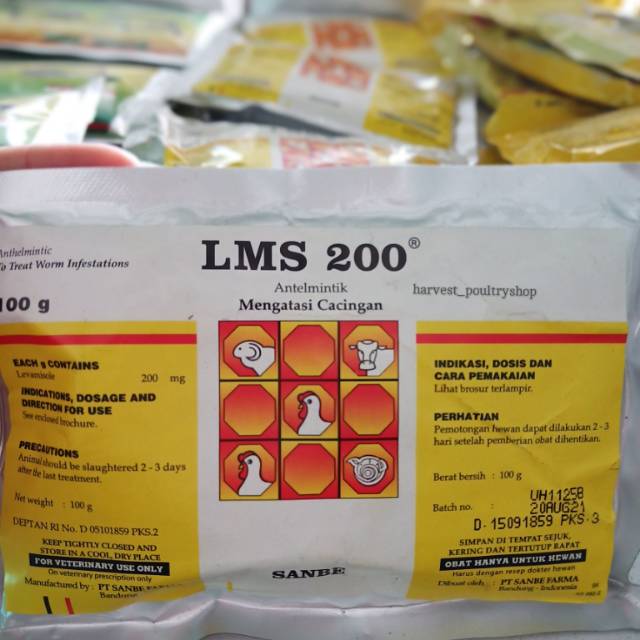 LMS 200®
Anthelmintic
To Treat Worm Infestations
100 g
Antelmintik
Mengatasi Cacing
harvest_poultryshop
EACH g CONTAINS
Levamisole 200 mg
INDICATIONS, DOSAGE AND
DIRECTION FOR USE
See enclosed brochure.
PRECAUTIONS
Animal should be slaughtered 2 - 3 days
after the last treatment.
Net weight : 100 g
DEPTAN RI No. D 05101859 PKS.2
KEEP TIGHTLY CLOSED AND
STORE IN A COOL, DRY PLACE
FOR VETERINARY USE ONLY
On veterinary prescription only
Manufactured by : PT SANBE FARMA
Bandung
SANBE
INDIKASI, DOSIS DAN
CARA PEMAKAIAN
Lihat brosur terlampir.
PERHATIAN
Pemotongan hewan dapat dilakukan 2 - 3
hari setelah pemberian obat dihentikan.
Berat bersih : 100 g
UH1125B
Batch no. : 20AUG21
D. 15091859 PKS.3
SIMPAN DI TEMPAT SEJUK,
KERING DAN TERTUTUP RAPAT
OBAT HANYA UNTUK HEWAN
Harus dengan resep dokter hewan
Dibuat oleh : PT SANBE FARMA
Bandung - Indonesia